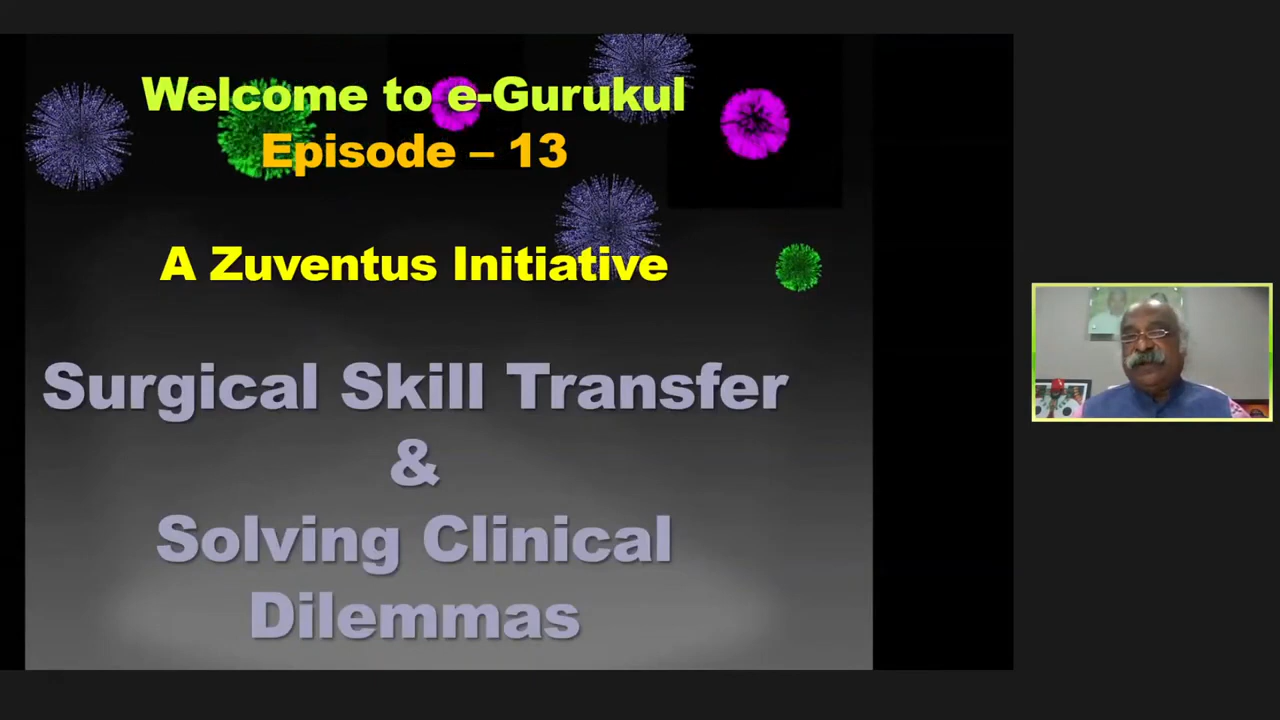 Welcome to e-Gurukul
Episode – 13
A Zuventus Initiative
Surgical Skill Transfer
&
Solving Clinical
Dilemmas